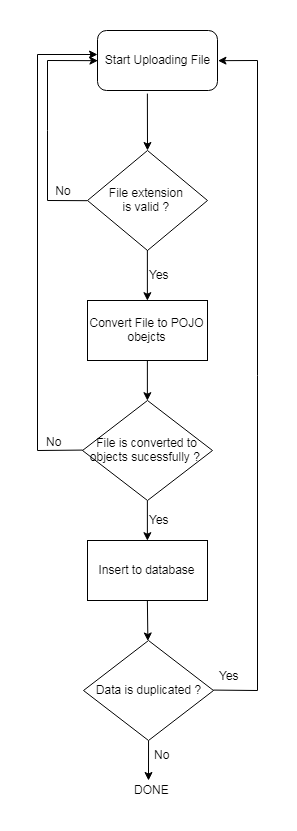 Start Uploading File
File extension
is valid ?
No
Yes
Convert File to POJO
obejcts
File is converted to
objects sucessfully ?
No
Yes
Insert to database
Data is duplicated ?
Yes
No
DONE